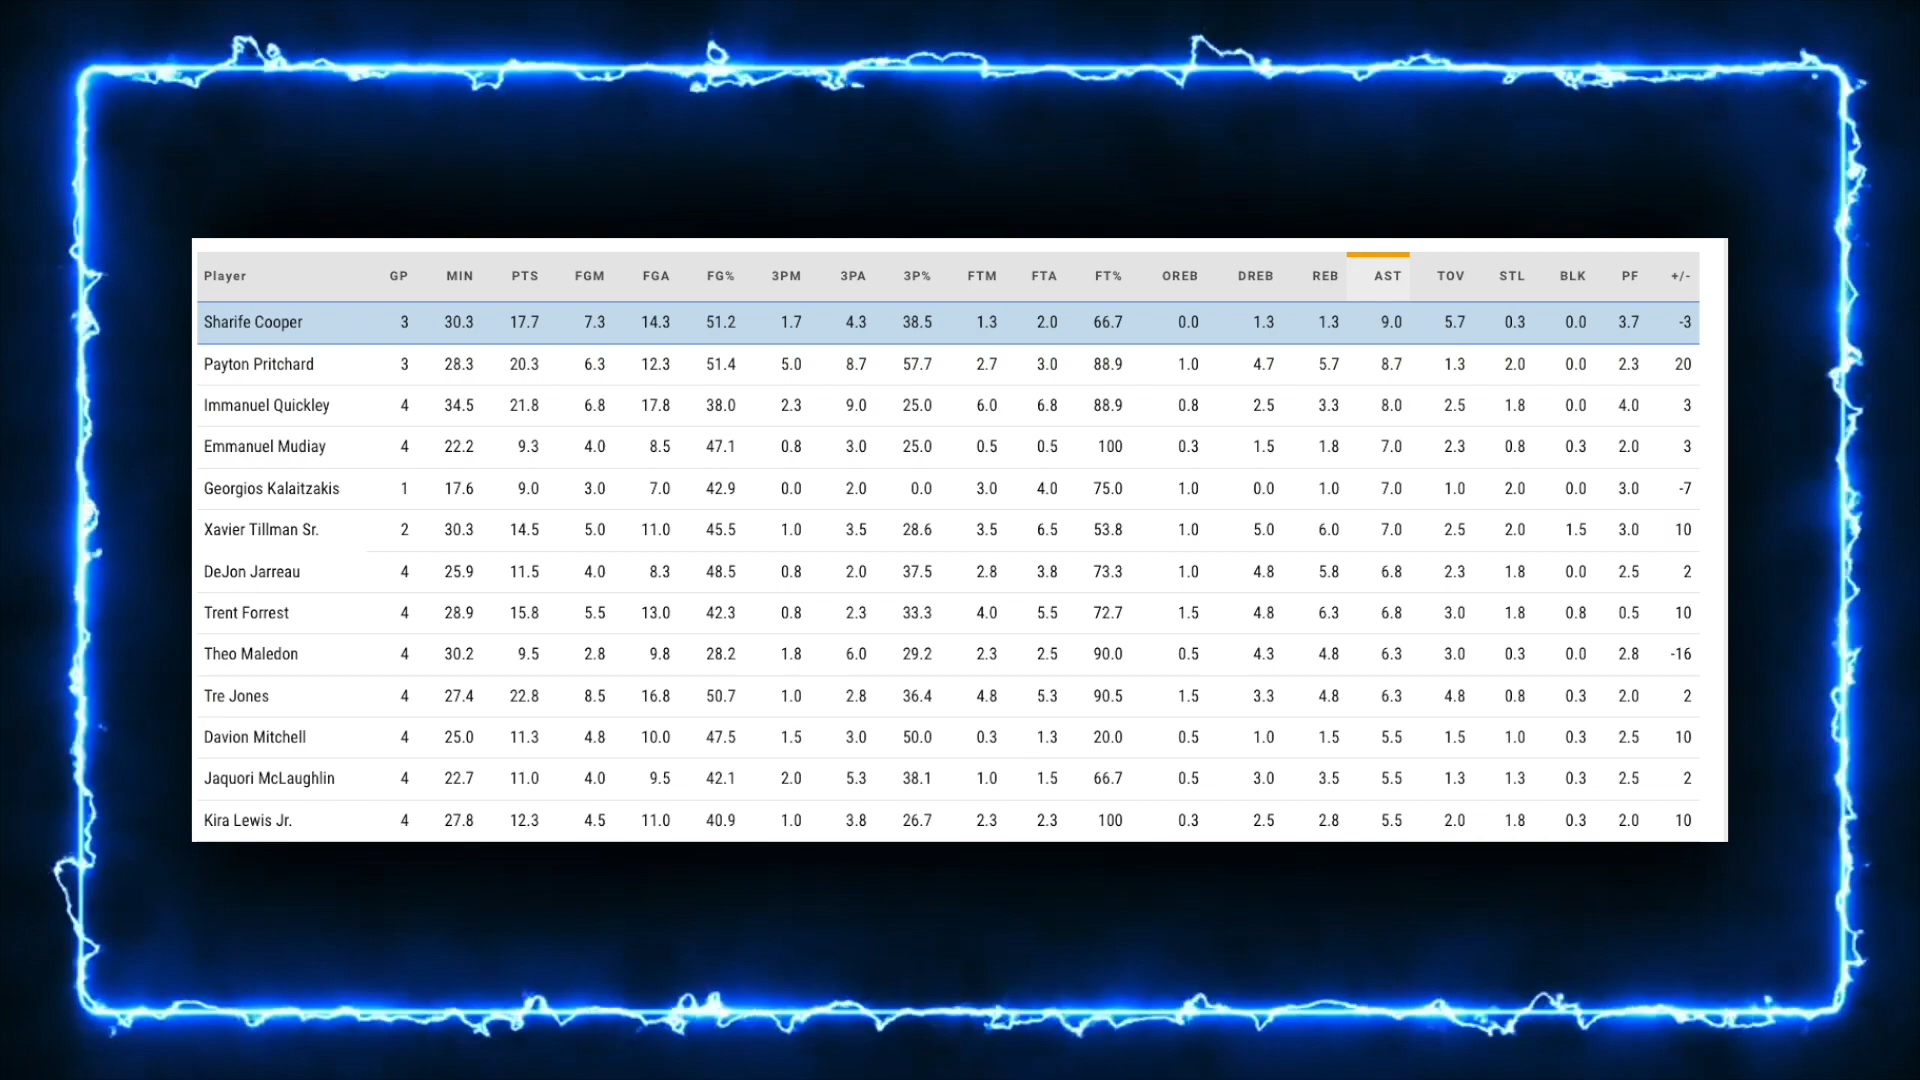 Player GP MIN PTS FGM FGA FG% 3PM 3PA 3P% FTM FTA FT% OREB DREB REB AST TOV STL BLK PF +/-
Sharife Cooper 3 30.3 17.7 7.3 14.3 51.2 1.7 4.3 38.5 1.3 2.0 66.7 0.0 1.3 1.3 9.0 5.7 0.3 0.0 3.7 -3
Payton Pritchard 3 28.3 20.3 6.3 12.3 51.4 5.0 8.7 57.7 2.7 3.0 88.9 1.0 4.7 5.7 8.7 1.3 2.0 0.0 2.3 20
Immanuel Quickley 4 34.5 21.8 6.8 17.8 38.0 2.3 9.0 25.0 6.0 6.8 88.9 0.8 2.5 3.3 8.0 2.5 1.8 0.0 4.0 3
Emmanuel Mudiay 4 22.2 9.3 4.0 8.5 47.1 0.8 3.0 25.0 0.5 0.5 100 0.3 1.5 1.8 7.0 2.3 0.8 0.3 2.0 3
Georgios Kalaitzakis 1 17.6 9.0 3.0 7.0 42.9 0.0 2.0 0.0 3.0 4.0 75.0 1.0 0.0 1.0 7.0 1.0 2.0 0.0 3.0 -7
Xavier Tillman Sr. 2 30.3 14.5 5.0 11.0 45.5 1.0 3.5 28.6 3.5 6.5 53.8 1.0 5.0 6.0 7.0 2.5 2.0 1.5 3.0 10
DeJon Jarreau 4 25.9 11.5 4.0 8.3 48.5 0.8 2.0 37.5 2.8 3.8 73.3 1.0 4.8 5.8 6.8 2.3 1.8 0.0 2.5 2
Trent Forrest 4 28.9 15.8 5.5 13.0 42.3 0.8 2.3 33.3 4.0 5.5 72.7 1.5 4.8 6.3 6.8 3.0 1.8 0.8 0.5 10
Theo Maledon 4 30.2 9.5 2.8 9.8 28.2 1.8 6.0 29.2 2.3 2.5 90.0 0.5 4.3 4.8 6.3 3.0 0.3 0.0 2.8 -16
Tre Jones 4 27.4 22.8 8.5 16.8 50.7 1.0 2.8 36.4 4.8 5.3 90.5 1.5 3.3 4.8 6.3 4.8 0.8 0.3 2.0 2
Davion Mitchell 4 25.0 11.3 4.8 10.0 47.5 1.5 3.0 50.0 0.3 1.3 20.0 0.5 1.0 1.5 5.5 1.5 1.0 0.3 2.5 10
Jaquori McLaughlin 4 22.7 11.0 4.0 9.5 42.1 2.0 5.3 38.1 1.0 1.5 66.7 0.5 3.0 3.5 5.5 1.3 1.3 0.3 2.5 2
Kira Lewis Jr. 4 27.8 12.3 4.5 11.0 40.9 1.0 3.8 26.7 2.3 2.3 100 0.3 2.5 2.8 5.5 2.0 1.8 0.3 2.0 10